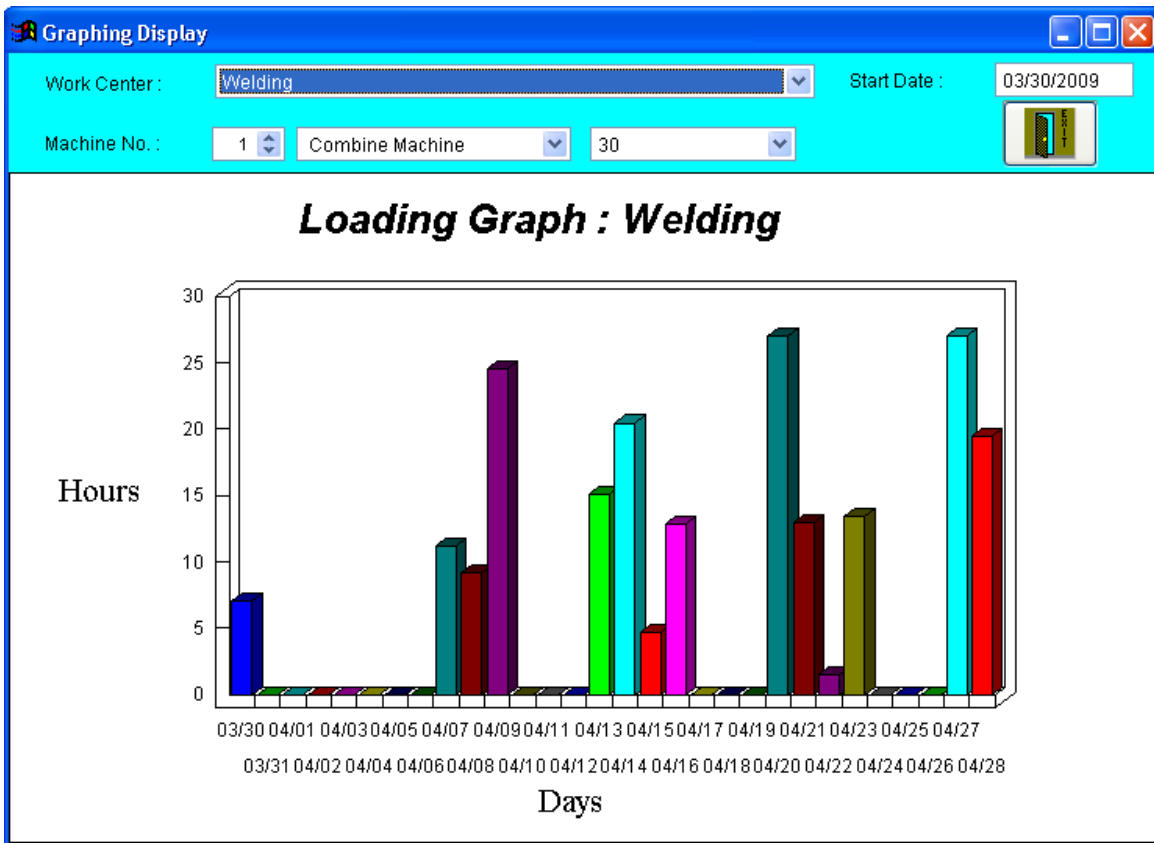 Graphing Display
Work Center : Welding Start Date : 03/30/2009
Machine No. : 1 Combine Machine 30 EXIT
Loading Graph : Welding
30
25
20
Hours
15
10
5
0
03/30 04/01 04/03 04/05 04/07 04/09 04/11 04/13 04/15 04/17 04/19 04/21 04/23 04/25 04/27
03/31 04/02 04/04 04/06 04/08 04/10 04/12 04/14 04/16 04/18 04/20 04/22 04/24 04/26 04/28
Days